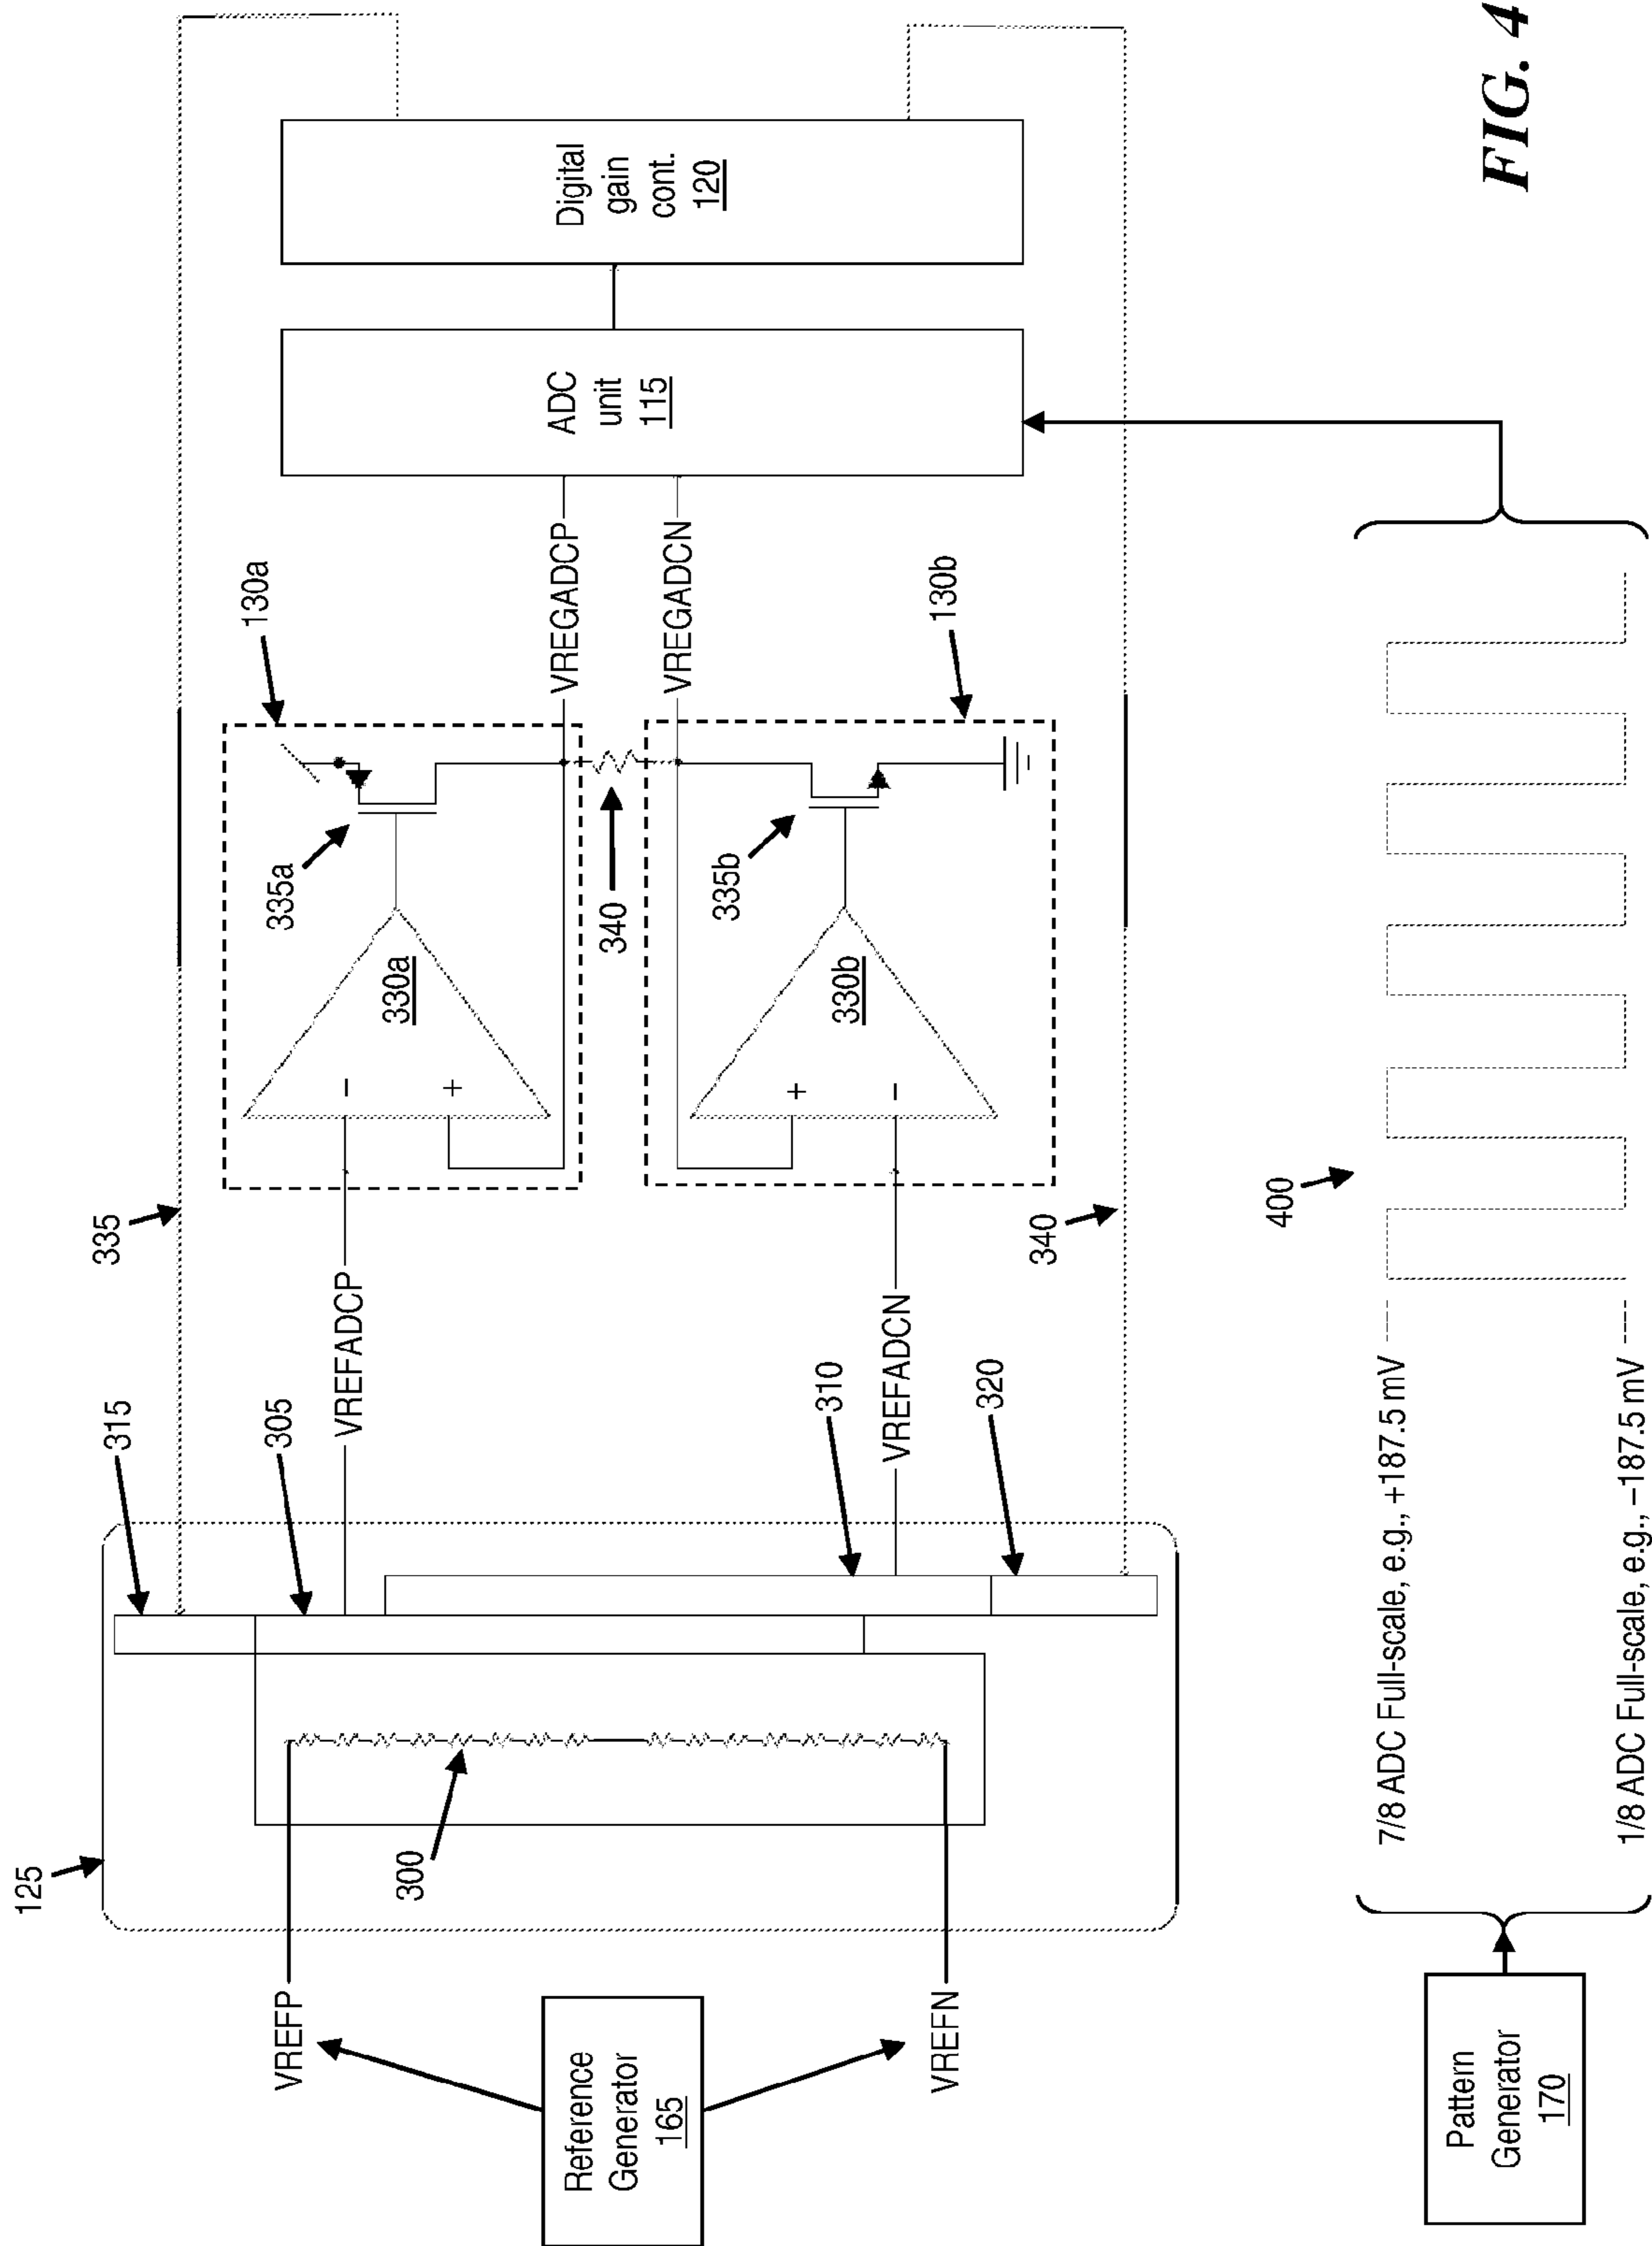 125
315
305
335
130a
335a
330a
–
+
VREFP
VREFADCP
VREGADCP
300
340
Reference
Generator
165
ADC
unit
115
Digital
gain
cont.
120
VREGADCN
130b
335b
330b
+
–
310
VREFADCN
VREFN
320
340
400
7/8 ADC Full-scale, e.g., +187.5 mV
Pattern
Generator
170
1/8 ADC Full-scale, e.g., –187.5 mV
FIG. 4